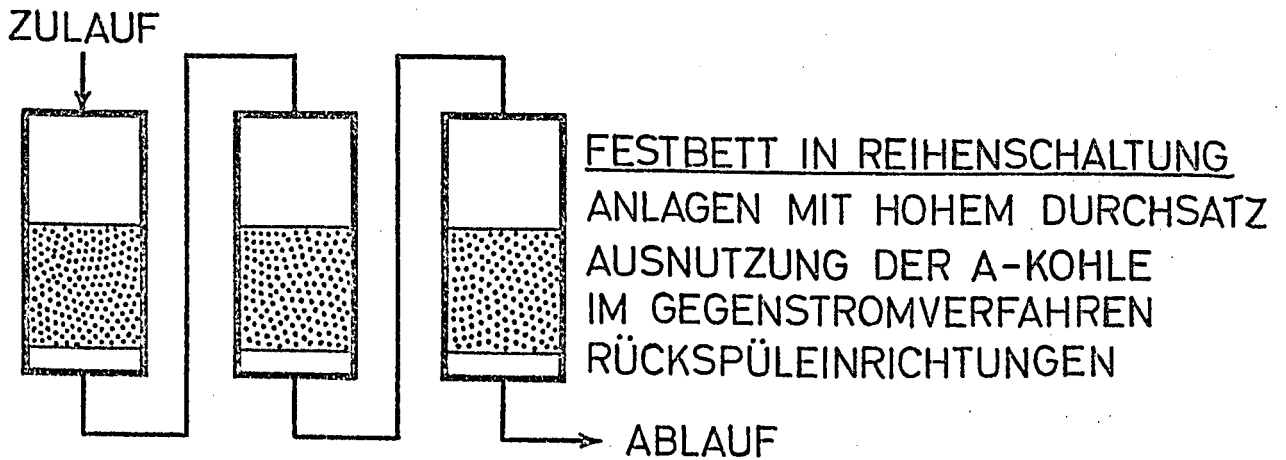 ZULAUF
FESTBETT IN REIHENSCHALTUNG
ANLAGEN MIT HOHEM DURCHSATZ
AUSNUTZUNG DER A-KOHLE
IM GEGENSTROMVERFAHREN
RÜCKSPÜLEINRICHTUNGEN
ABLAUF